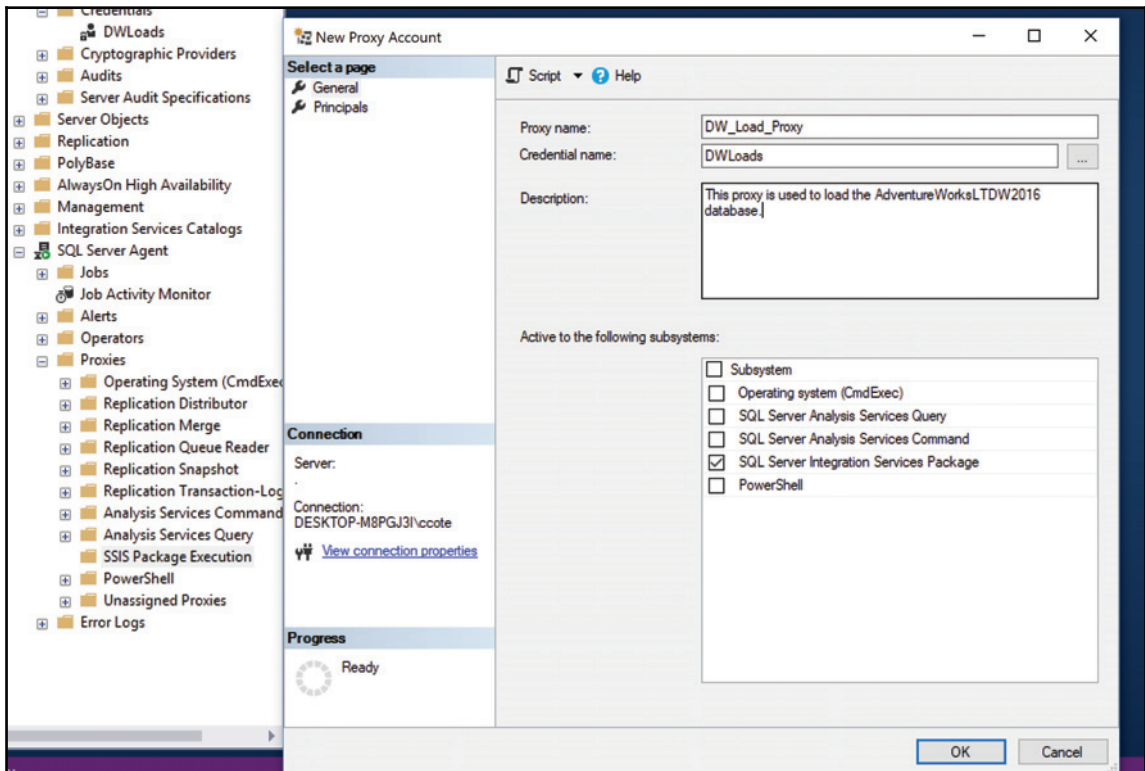 Credentials
DWLoads
Cryptographic Providers
Audits
Server Audit Specifications
Server Objects
Replication
PolyBase
AlwaysOn High Availability
Management
Integration Services Catalogs
SQL Server Agent
Jobs
Job Activity Monitor
Alerts
Operators
Proxies
Operating System (CmdExec
Replication Distributor
Replication Merge
Replication Queue Reader
Replication Snapshot
Replication Transaction-Log
Analysis Services Command
Analysis Services Query
SSIS Package Execution
PowerShell
Unassigned Proxies
Error Logs
New Proxy Account
Select a page
General
Principals
Connection
Server:
.
Connection:
DESKTOP-M8PGJ3I\ccote
View connection properties
Progress
Ready
Script Help
Proxy name: DW_Load_Proxy
Credential name: DWLoads ...
Description: This proxy is used to load the AdventureWorksLTDW2016
database.
Active to the following subsystems:
Subsystem
Operating system (CmdExec)
SQL Server Analysis Services Query
SQL Server Analysis Services Command
SQL Server Integration Services Package
PowerShell
OK Cancel